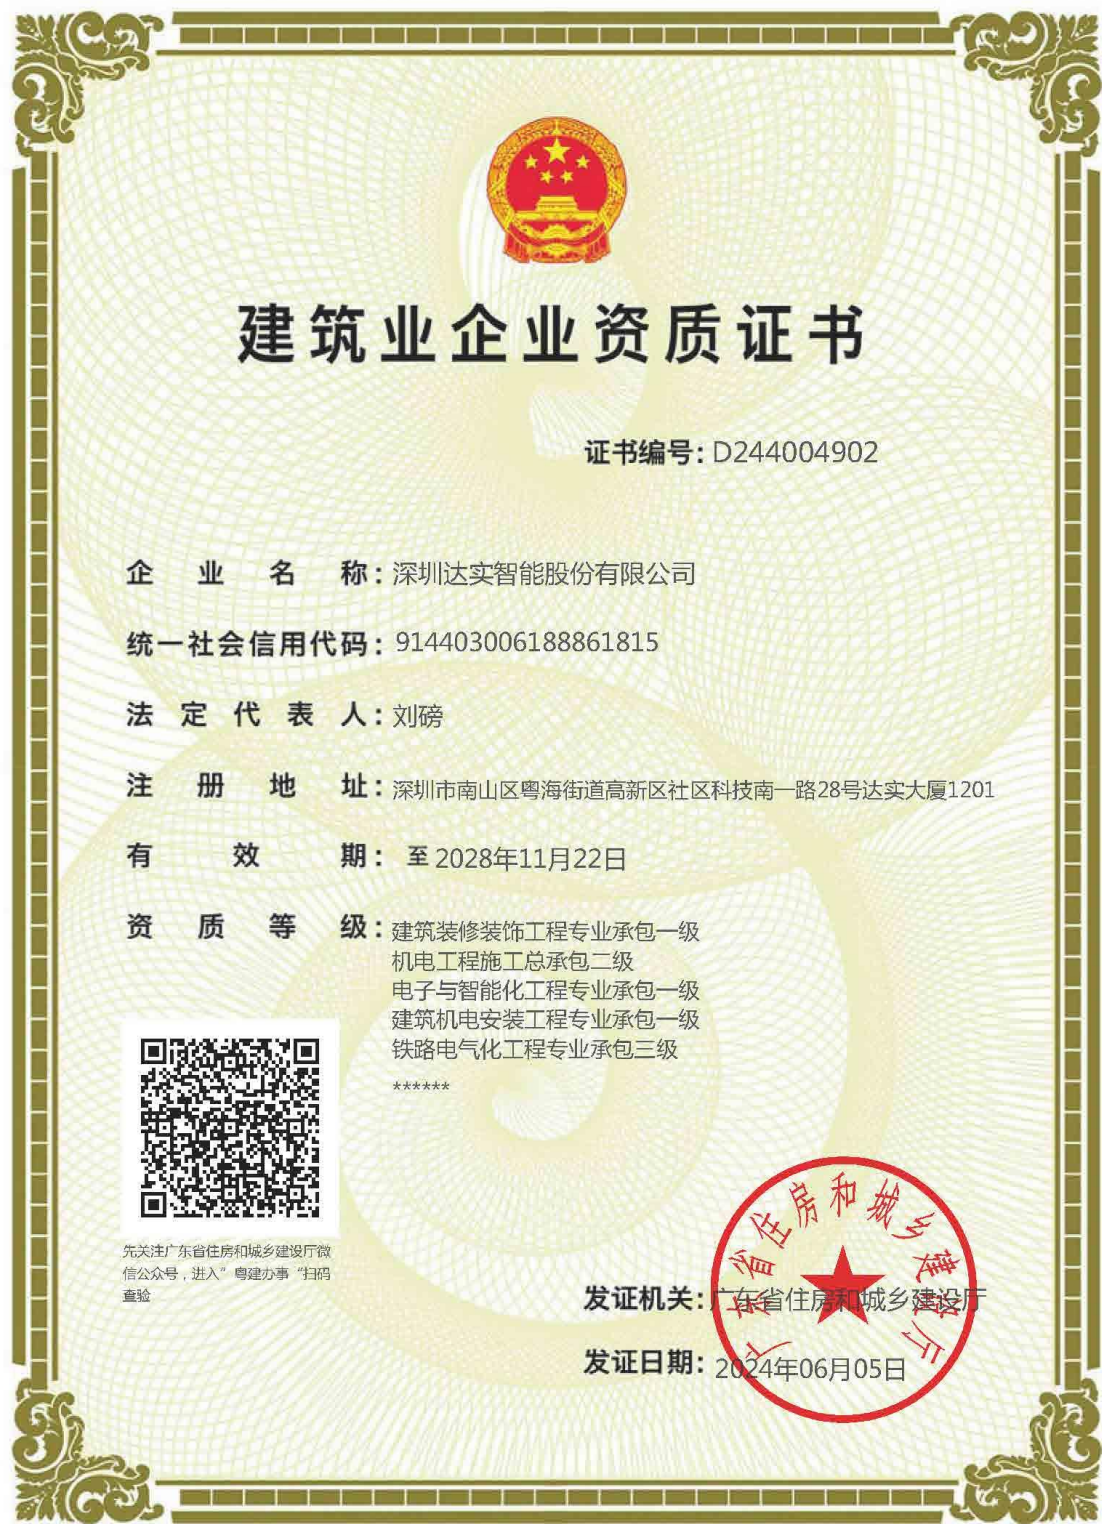 建筑业企业资质证书
证书编号：D244004902
企业名称：深圳达实智能股份有限公司
统一社会信用代码：914403006188861815
法定代表人：刘磅
注册地址：深圳市南山区粤海街道高新区社区科技南一路28号达实大厦1201
有效期：至2028年11月22日
资质等级：建筑装修装饰工程专业承包一级
机电工程施工总承包二级
电子与智能化工程专业承包一级
建筑机电安装工程专业承包一级
铁路电气化工程专业承包三级
******
先关注广东省住房和城乡建设厅微
信公众号，进入”粤建办事“扫码
查验
广东省住房和城乡建设厅
发证机关：广东省住房和城乡建设厅
发证日期：2024年06月05日